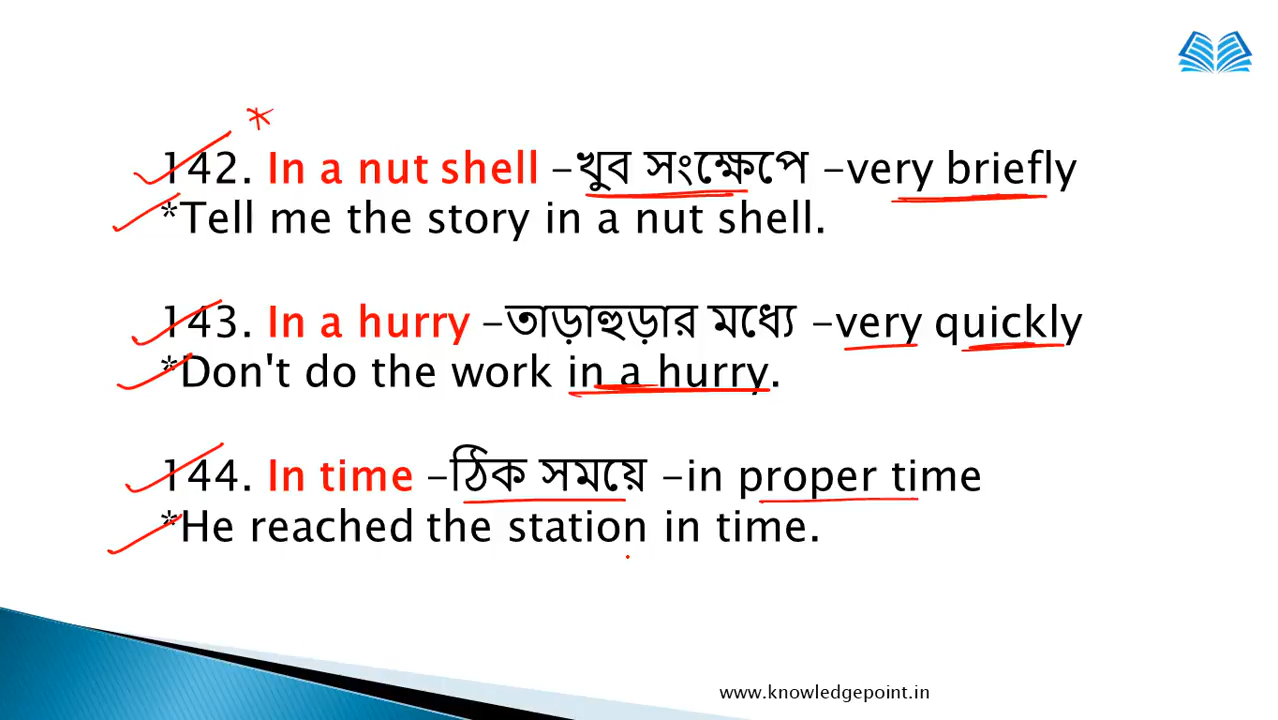 142. In a nut shell -খুব সংক্ষেপে -very briefly
*Tell me the story in a nut shell.
143. In a hurry -তাড়াহুড়ার মধ্যে -very quickly
*Don't do the work in a hurry.
144. In time -ঠিক সময়ে -in proper time
*He reached the station in time.
www.knowledgepoint.in